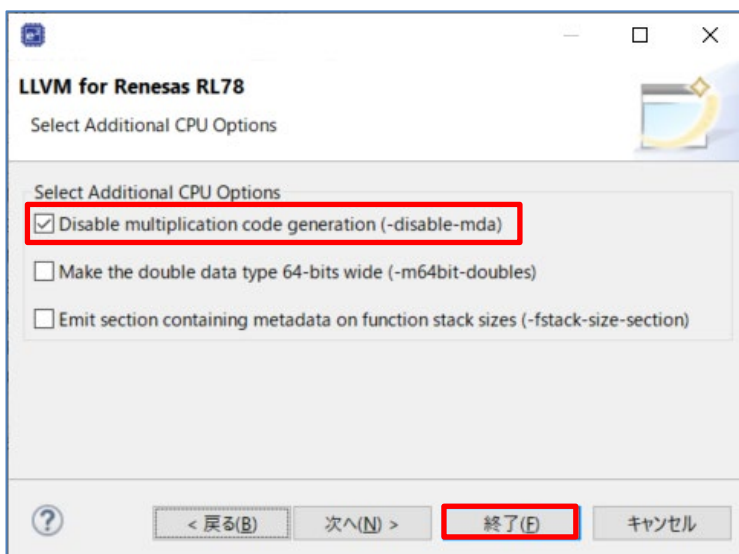 LLVM for Renesas RL78
Select Additional CPU Options
Select Additional CPU Options
Disable multiplication code generation (-disable-mda)
Make the double data type 64-bits wide (-m64bit-doubles)
Emit section containing metadata on function stack sizes (-fstack-size-section)
< 戻る(B) 次へ(N) > 終了(F) キャンセル